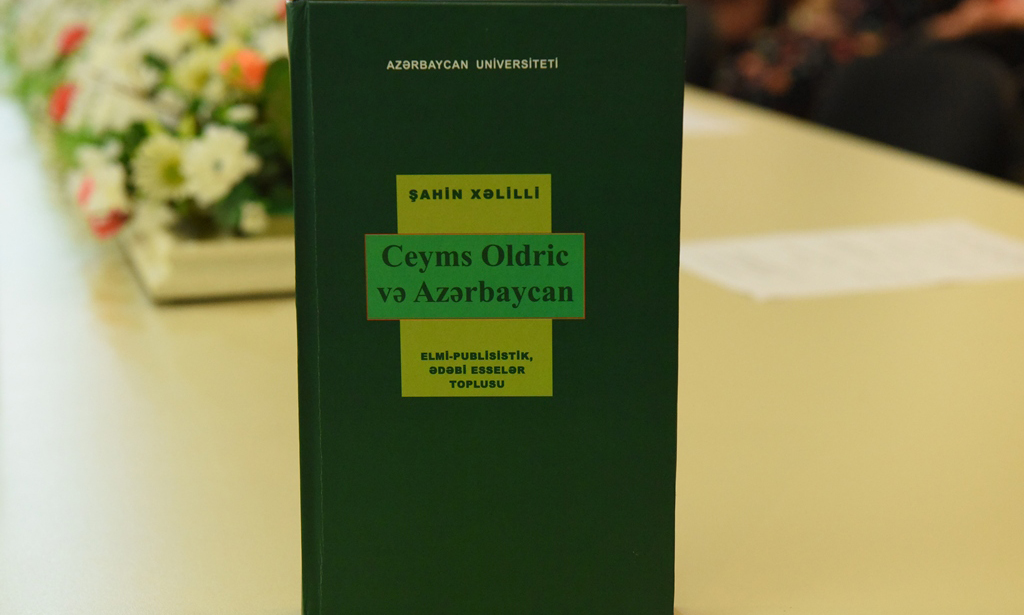 AZƏRBAYCAN UNİVERSİTETİ
ŞAHİN XƏLİLLİ
Ceyms Oldric
və Azərbaycan
ELMİ-PUBLİSİSTİK,
ƏDƏBİ ESSELƏR
TOPLUSU